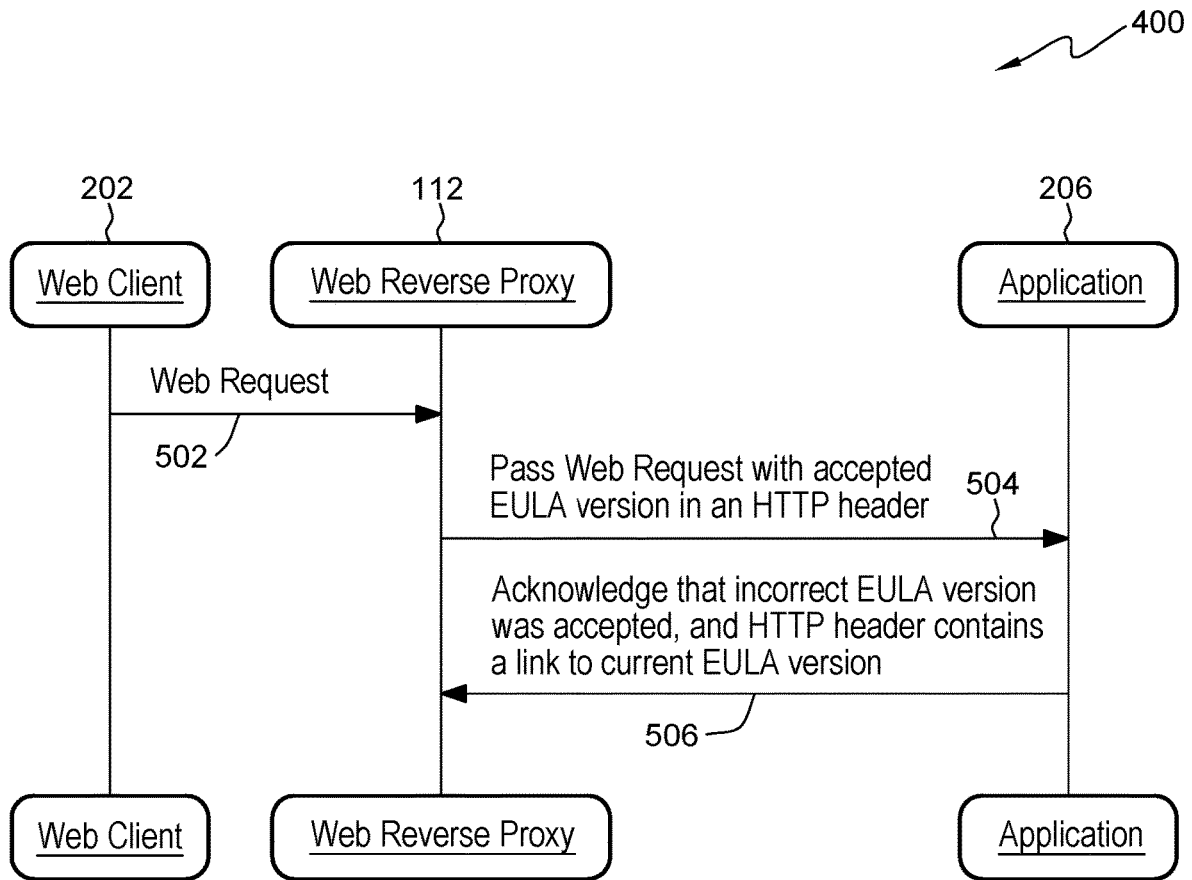 400
202
112
206
Web Client
Web Reverse Proxy
Application
Web Request
502
Pass Web Request with accepted
EULA version in an HTTP header
504
Acknowledge that incorrect EULA version
was accepted, and HTTP header contains
a link to current EULA version
506
Web Client
Web Reverse Proxy
Application